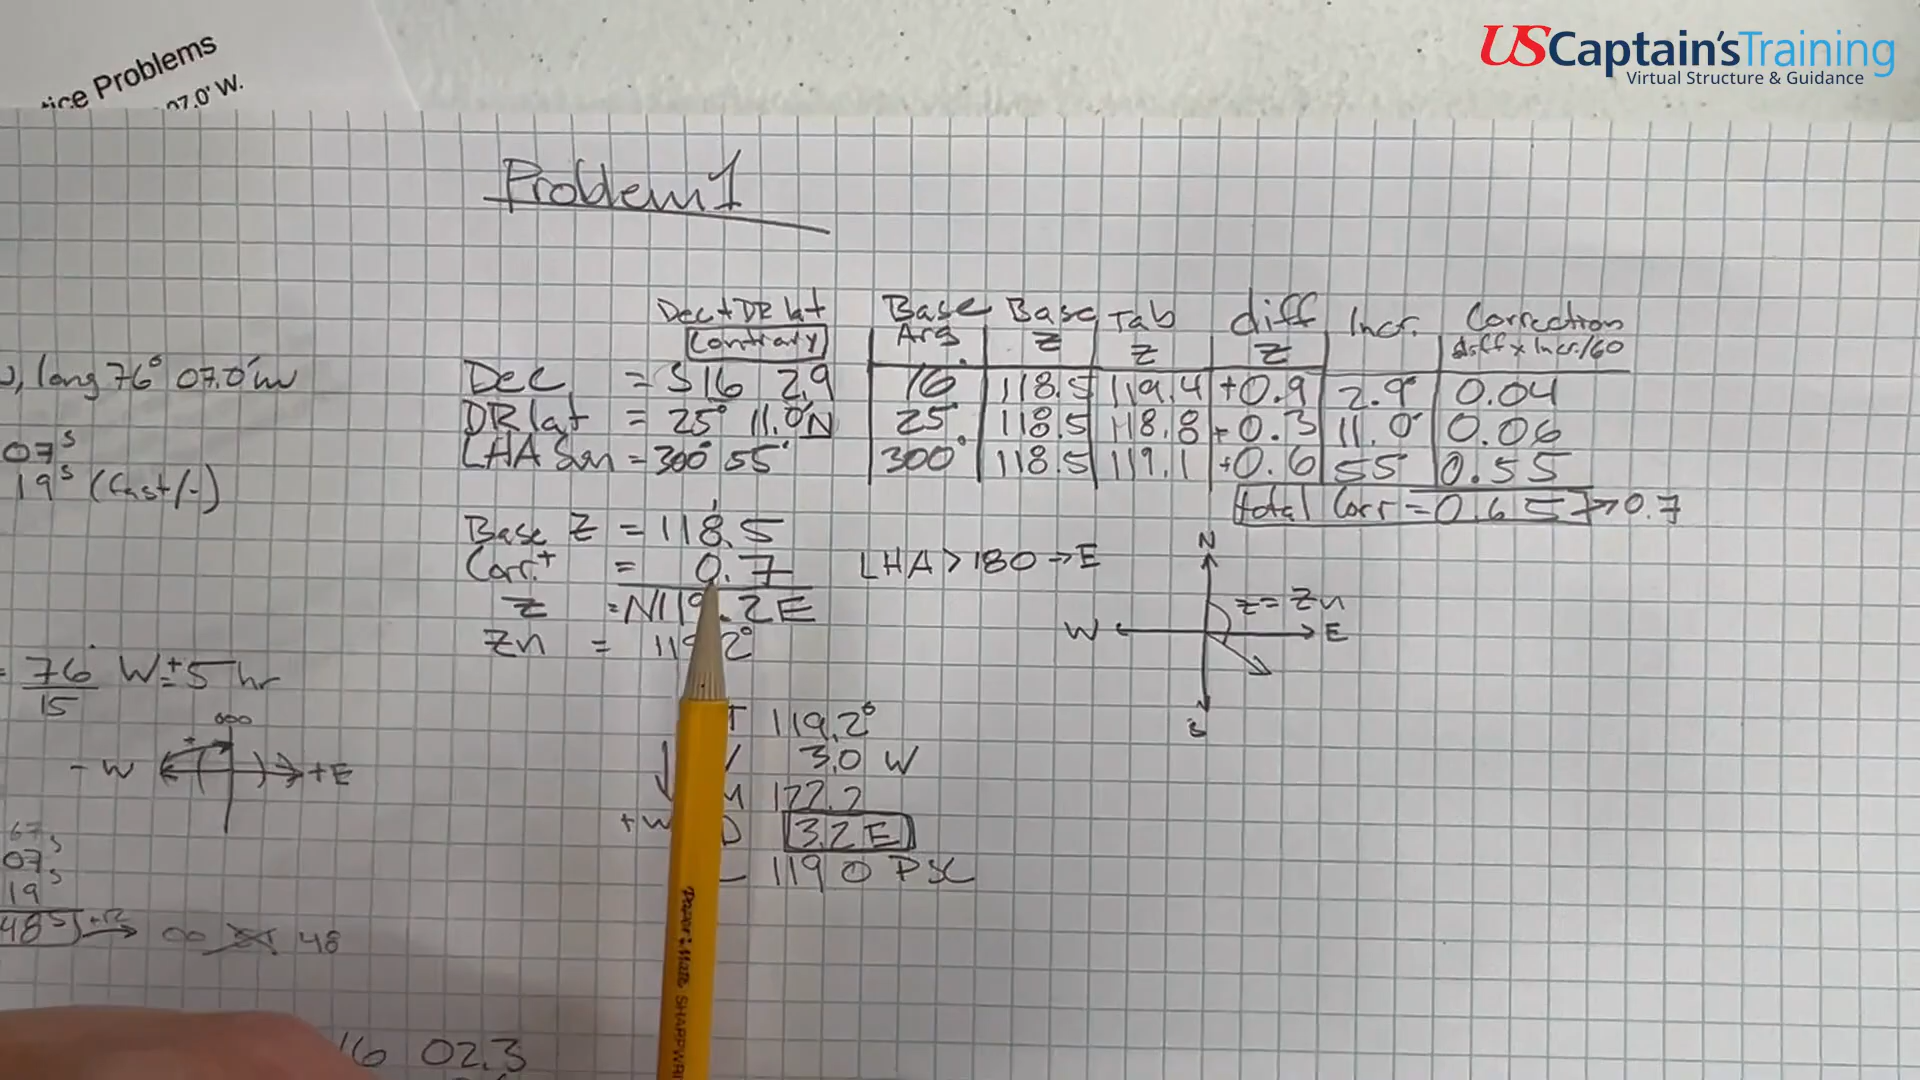 USCaptain'sTraining
Virtual Structure & Guidance
ice Problems
07.0' W.
Problem 1
Dec + DR lat
Contrary
Base Arg
Base Z
Tab Z
diff Z
Incr.
Correction
diff x Incr./60
Dec = S16 2.9 16° 118.5 119.4 +0.9 2.9' 0.04
DR lat = 25° 11.0'N 25 118.5 118.8 +0.3 11.0' 0.06
LHA Sun = 300° 55' 300° 118.5 119.1 +0.6 55' 0.55
total Corr = 0.65 → 0.7
, long 76° 07.0' W
07s
19s (fast/-)
Base Z = 118.5
Corr.+ = 0.7
LHA > 180 → E
Z = N119.2E
Zn = 119.2°
N
Z = Zn
W
E
S
76° W ± 5 hr
15
000
+
- W
+ E
T 119.2°
V 3.0 W
M 122.2
+W D 3.2 E
119.0 PSC
07s
19s
48s +12 → 00 48
16 02.3